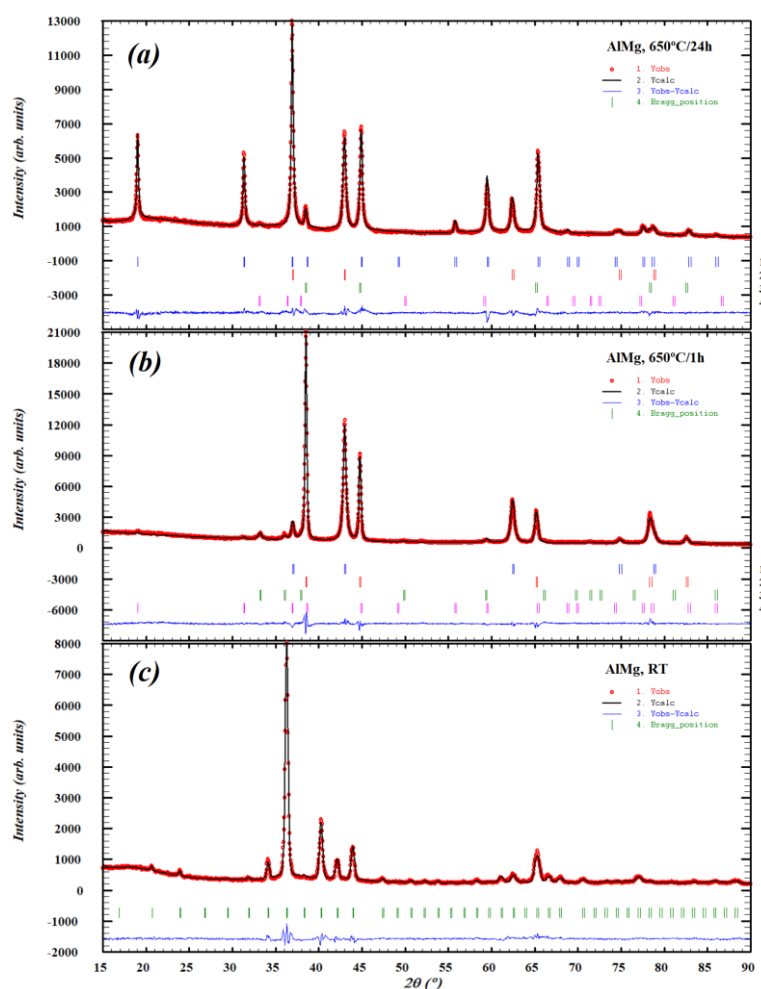 13000
11000
9000
7000
5000
3000
1000
-1000
-3000
Intensity (arb. units)
(a)
AlMg, 650ºC/24h
1. Yobs
2. Ycalc
3. Yobs-Ycalc
4. Bragg_position
21000
18000
15000
12000
9000
6000
3000
0
-3000
-6000
Intensity (arb. units)
(b)
AlMg, 650ºC/1h
1. Yobs
2. Ycalc
3. Yobs-Ycalc
4. Bragg_position
8000
7000
6000
5000
4000
3000
2000
1000
0
-1000
-2000
Intensity (arb. units)
(c)
AlMg, RT
1. Yobs
2. Ycalc
3. Yobs-Ycalc
4. Bragg_position
15 20 25 30 35 40 45 50 55 60 65 70 75 80 85 90
2θ (°)